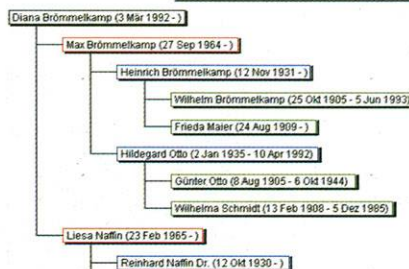 Diana Brömmelkamp (3 Mär 1992 - )
Max Brömmelkamp (27 Sep 1964 - )
Heinrich Brömmelkamp (12 Nov 1931 - )
Wilhelm Brömmelkamp (25 Okt 1905 - 5 Jun 1993)
Frieda Maier (24 Aug 1909 - )
Hildegard Otto (2 Jan 1935 - 10 Apr 1992)
Günter Otto (8 Aug 1905 - 6 Okt 1944)
Wilhelma Schmidt (13 Feb 1908 - 5 Dez 1985)
Liesa Naffin (23 Feb 1965 - )
Reinhard Naffin Dr. (12 Okt 1930 - )